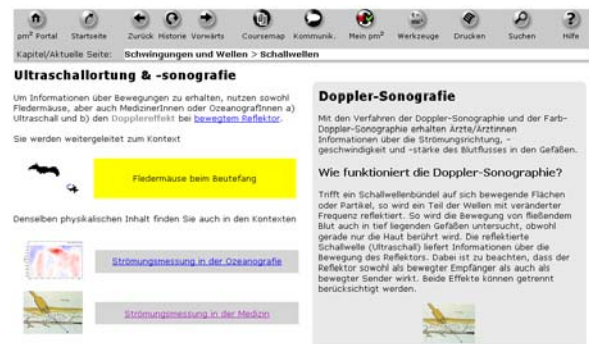 pm² Portal Startseite Zurück Historie Vorwärts Coursemap Kommunik. Mein pm² Werkzeuge Drucken Suchen Hilfe
Kapitel/Aktuelle Seite: Schwingungen und Wellen > Schallwellen
Ultraschallortung & -sonografie
Um Informationen über Bewegungen zu erhalten, nutzen sowohl
Fledermäuse, aber auch MedizinerInnen oder OzeanografInnen a)
Ultraschall und b) den Dopplereffekt bei bewegtem Reflektor.
Sie werden weitergeleitet zum Kontext
Fledermäuse beim Beutefang
Denselben physikalischen Inhalt finden Sie auch in den Kontexten
Strömungsmessung in der Ozeanografie
Strömungsmessung in der Medizin
Doppler-Sonografie
Mit den Verfahren der Doppler-Sonographie und der Farb-
Doppler-Sonographie erhalten Ärzte/Ärztinnen
Informationen über die Strömungsrichtung, -
geschwindigkeit und -stärke des Blutflusses in den Gefäßen.
Wie funktioniert die Doppler-Sonographie?
Trifft ein Schallwellenbündel auf sich bewegende Flächen
oder Partikel, so wird ein Teil der Wellen mit veränderter
Frequenz reflektiert. So wird die Bewegung von fließendem
Blut auch in tief liegenden Gefäßen untersucht, obwohl
gerade nur die Haut berührt wird. Die reflektierte
Schallwelle (Ultraschall) liefert Informationen über die
Bewegung des Reflektors. Dabei ist zu beachten, dass der
Reflektor sowohl als bewegter Empfänger als auch als
bewegter Sender wirkt. Beide Effekte können getrennt
berücksichtigt werden.